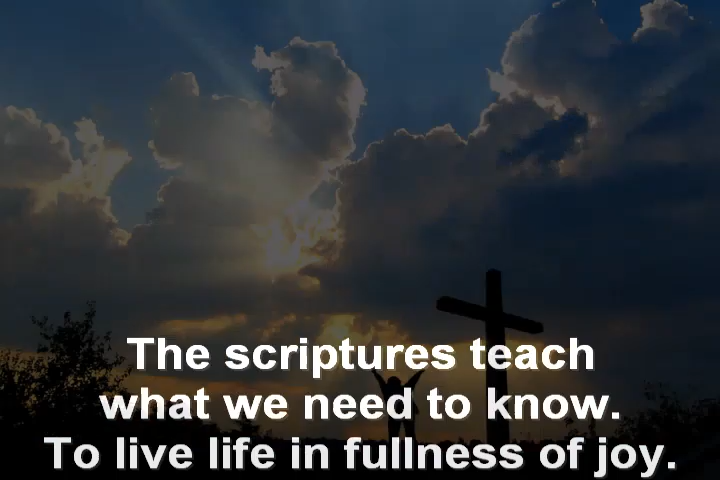 The scriptures teach
what we need to know.
To live life in fullness of joy.